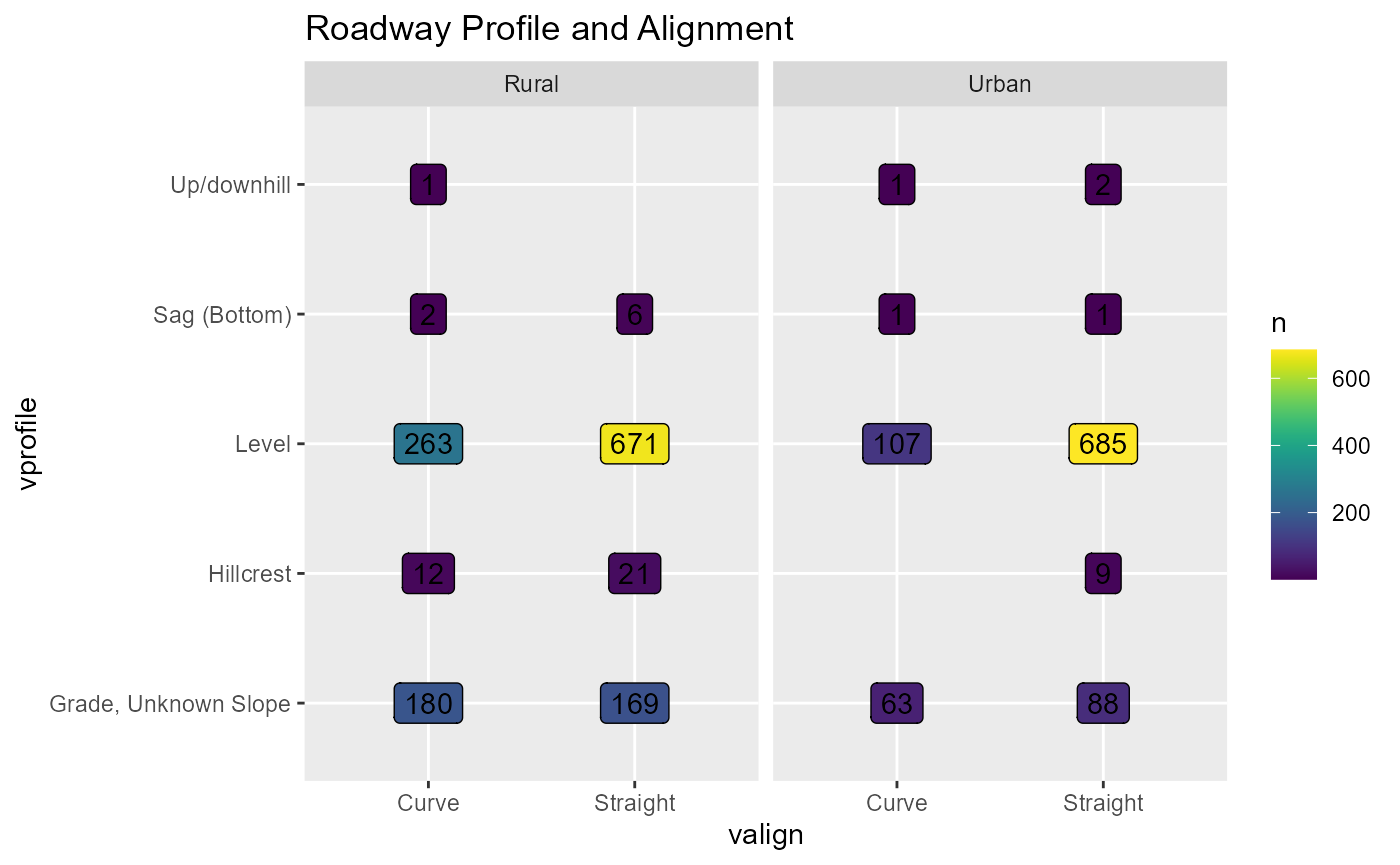 Roadway Profile and Alignment
Rural Urban
Up/downhill 1 1 2
Sag (Bottom) 2 6 1 1
Level 263 671 107 685
Hillcrest 12 21 9
Grade, Unknown Slope 180 169 63 88
Curve Straight Curve Straight
valign
vprofile
n
600
400
200